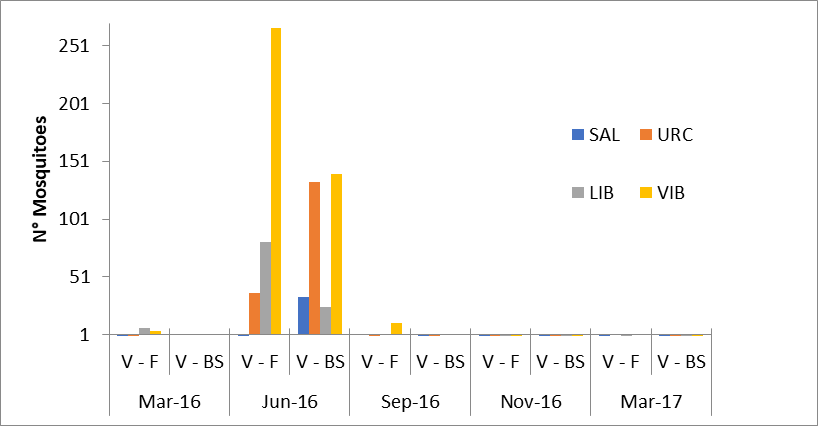 N° Mosquitoes
251
201
151
101
51
1
SAL URC
LIB VIB
V - F V - BS V - F V - BS V - F V - BS V - F V - BS V - F V - BS
Mar-16 Jun-16 Sep-16 Nov-16 Mar-17